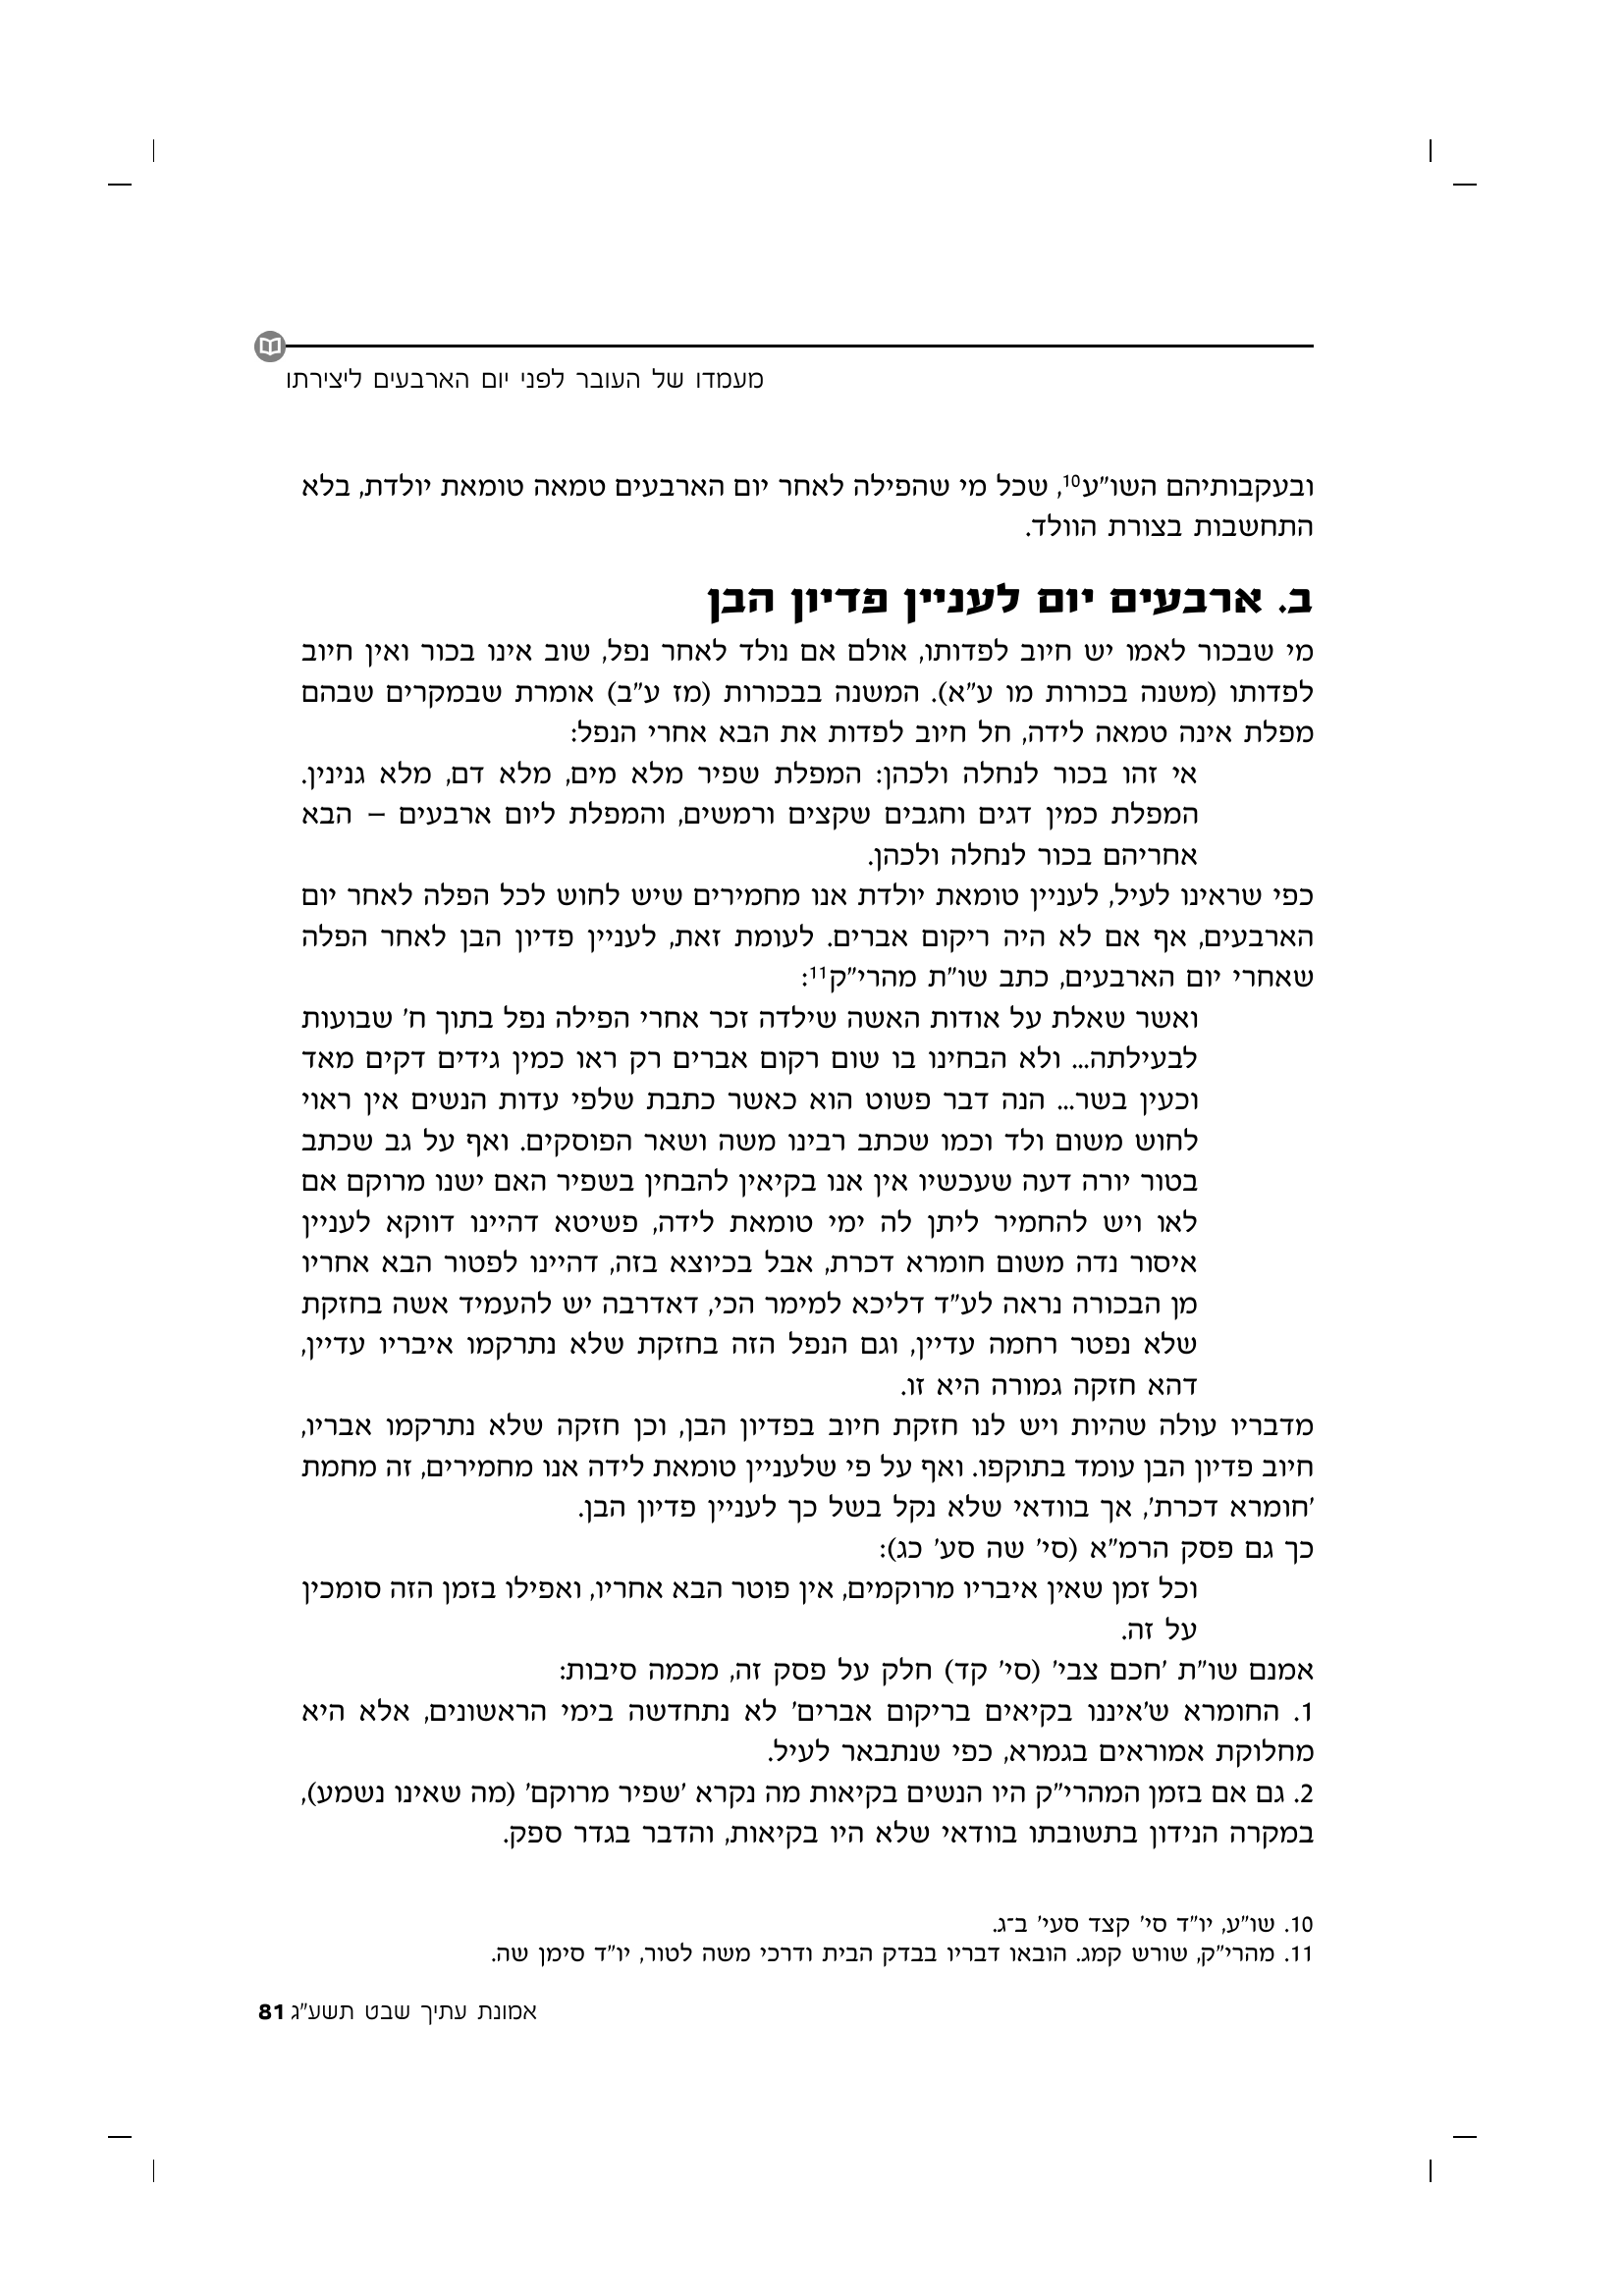 מעמדו של העובר לפני יום הארבעים ליצירתו
ובעקבותיהם השו"ע10, שכל מי שהפילה לאחר יום הארבעים טמאה טומאת יולדת, בלא
התחשבות בצורת הוולד.
ב. ארבעים יום לעניין פדיון הבן
מי שבכור לאמו יש חיוב לפדותו, אולם אם נולד לאחר נפל, שוב אינו בכור ואין חיוב
לפדותו (משנה בכורות מו ע"א). המשנה בבכורות (מז ע"ב) אומרת שבמקרים שבהם
מפלת אינה טמאה לידה, חל חיוב לפדות את הבא אחרי הנפל:
אי זהו בכור לנחלה ולכהן: המפלת שפיר מלא מים, מלא דם, מלא גנינין.
המפלת כמין דגים וחגבים שקצים ורמשים, והמפלת ליום ארבעים – הבא
אחריהם בכור לנחלה ולכהן.
כפי שראינו לעיל, לעניין טומאת יולדת אנו מחמירים שיש לחוש לכל הפלה לאחר יום
הארבעים, אף אם לא היה ריקום אברים. לעומת זאת, לעניין פדיון הבן לאחר הפלה
שאחרי יום הארבעים, כתב שו"ת מהרי"ק11:
ואשר שאלת על אודות האשה שילדה זכר אחרי הפילה נפל בתוך ח' שבועות
לבעילתה... ולא הבחינו בו שום רקום אברים רק ראו כמין גידים דקים מאד
וכעין בשר... הנה דבר פשוט הוא כאשר כתבת שלפי עדות הנשים אין ראוי
לחוש משום ולד וכמו שכתב רבינו משה ושאר הפוסקים. ואף על גב שכתב
בטור יורה דעה שעכשיו אין אנו בקיאין להבחין בשפיר האם ישנו מרוקם אם
לאו ויש להחמיר ליתן לה ימי טומאת לידה, פשיטא דהיינו דווקא לעניין
איסור נדה משום חומרא דכרת, אבל בכיוצא בזה, דהיינו לפטור הבא אחריו
מן הבכורה נראה לע"ד דליכא למימר הכי, דאדרבה יש להעמיד אשה בחזקת
שלא נפטר רחמה עדיין, וגם הנפל הזה בחזקת שלא נתרקמו איבריו עדיין,
דהא חזקה גמורה היא זו.
מדבריו עולה שהיות ויש לנו חזקת חיוב בפדיון הבן, וכן חזקה שלא נתרקמו אבריו,
חיוב פדיון הבן עומד בתוקפו. ואף על פי שלעניין טומאת לידה אנו מחמירים, זה מחמת
'חומרא דכרת', אך בוודאי שלא נקל בשל כך לעניין פדיון הבן.
כך גם פסק הרמ"א (סי' שה סע' כג):
וכל זמן שאין איבריו מרוקמים, אין פוטר הבא אחריו, ואפילו בזמן הזה סומכין
על זה.
אמנם שו"ת 'חכם צבי' (סי' קד) חלק על פסק זה, מכמה סיבות:
1. החומרא ש'איננו בקיאים בריקום אברים' לא נתחדשה בימי הראשונים, אלא היא
מחלוקת אמוראים בגמרא, כפי שנתבאר לעיל.
2. גם אם בזמן המהרי"ק היו הנשים בקיאות מה נקרא 'שפיר מרוקם' (מה שאינו נשמע),
במקרה הנידון בתשובתו בוודאי שלא היו בקיאות, והדבר בגדר ספק.
10. שו"ע, יו"ד סי' קצד סעי' ב־ג.
11. מהרי"ק, שורש קמג. הובאו דבריו בבדק הבית ודרכי משה לטור, יו"ד סימן שה.
אמונת עתיך שבט תשע"ג 81